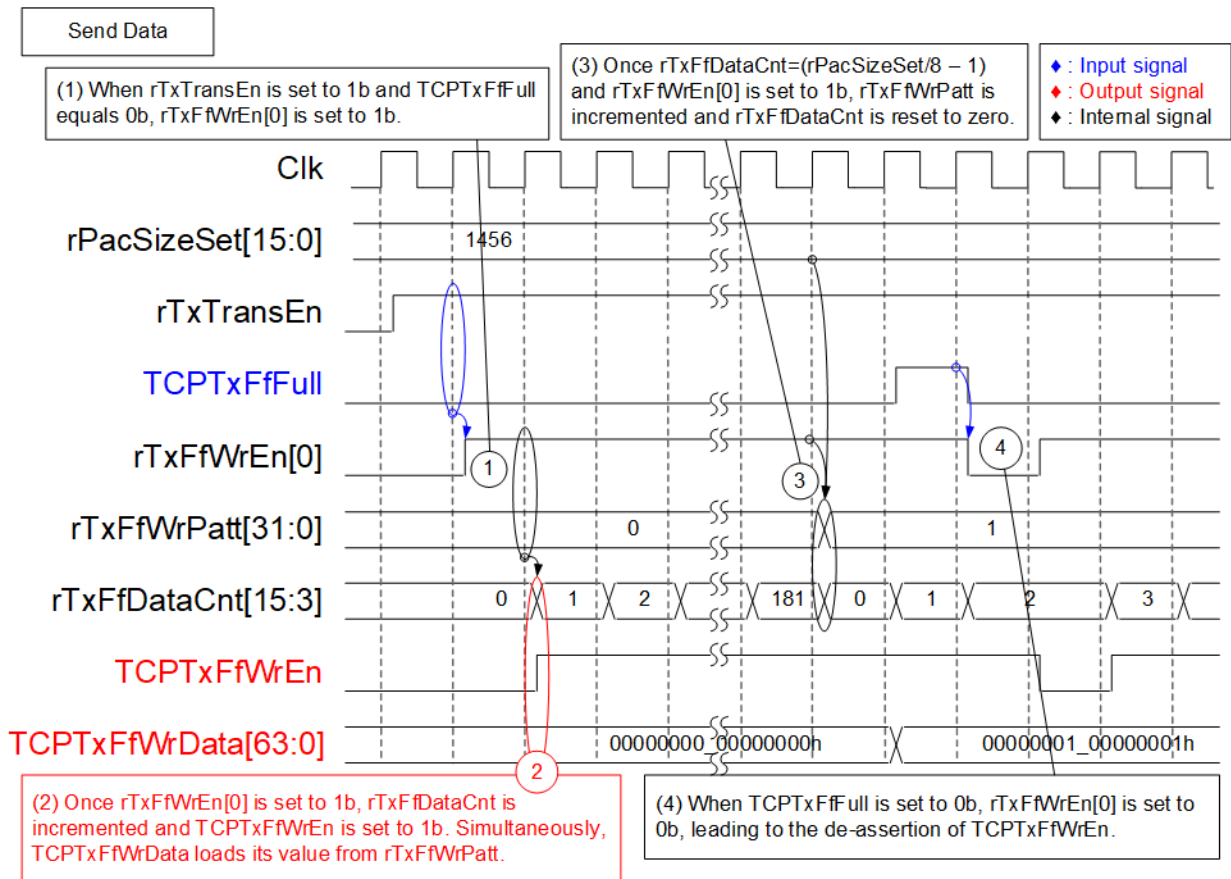 Send Data
(1) When rTxTransEn is set to 1b and TCPTxFfFull
equals 0b, rTxFfWrEn[0] is set to 1b.
(3) Once rTxFfDataCnt=(rPacSizeSet/8 – 1)
and rTxFfWrEn[0] is set to 1b, rTxFfWrPatt is
incremented and rTxFfDataCnt is reset to zero.
♦ : Input signal
♦ : Output signal
♦ : Internal signal
Clk
rPacSizeSet[15:0]
1456
rTxTransEn
TCPTxFfFull
rTxFfWrEn[0]
1
3
4
rTxFfWrPatt[31:0]
0
1
rTxFfDataCnt[15:3]
0
1
2
181
0
1
2
3
TCPTxFfWrEn
TCPTxFfWrData[63:0]
00000000_00000000h
00000001_00000001h
2
(2) Once rTxFfWrEn[0] is set to 1b, rTxFfDataCnt is
incremented and TCPTxFfWrEn is set to 1b. Simultaneously,
TCPTxFfWrData loads its value from rTxFfWrPatt.
(4) When TCPTxFfFull is set to 0b, rTxFfWrEn[0] is set to
0b, leading to the de-assertion of TCPTxFfWrEn.